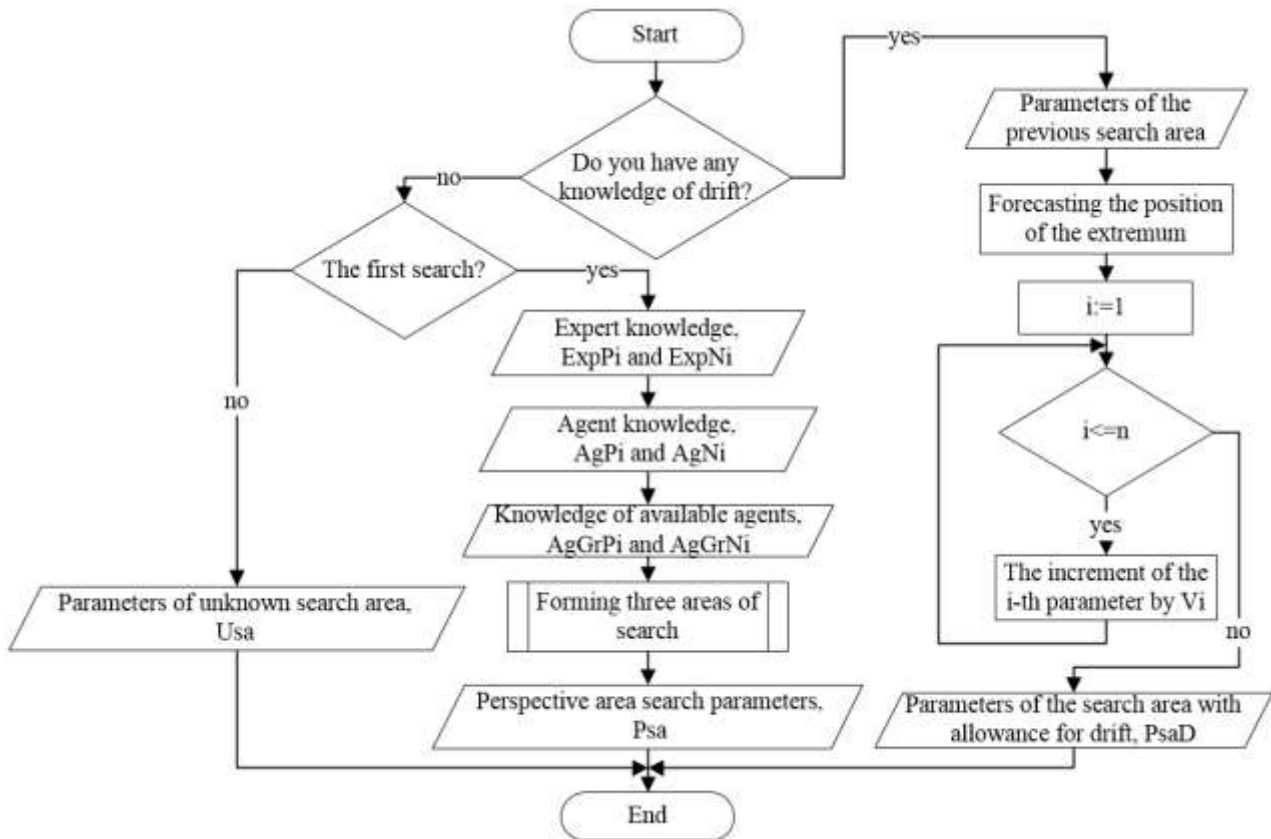 Start
yes
Do you have any
knowledge of drift?
no
Parameters of the
previous search area
Forecasting the position
of the extremum
i:=1
i<=n
yes
The increment of the
i-th parameter by Vi
no
Parameters of the search area with
allowance for drift, PsaD
The first search?
yes
Expert knowledge,
ExpPi and ExpNi
Agent knowledge,
AgPi and AgNi
Knowledge of available agents,
AgGrPi and AgGrNi
Forming three areas of
search
Perspective area search parameters,
Psa
no
Parameters of unknown search area,
Usa
End